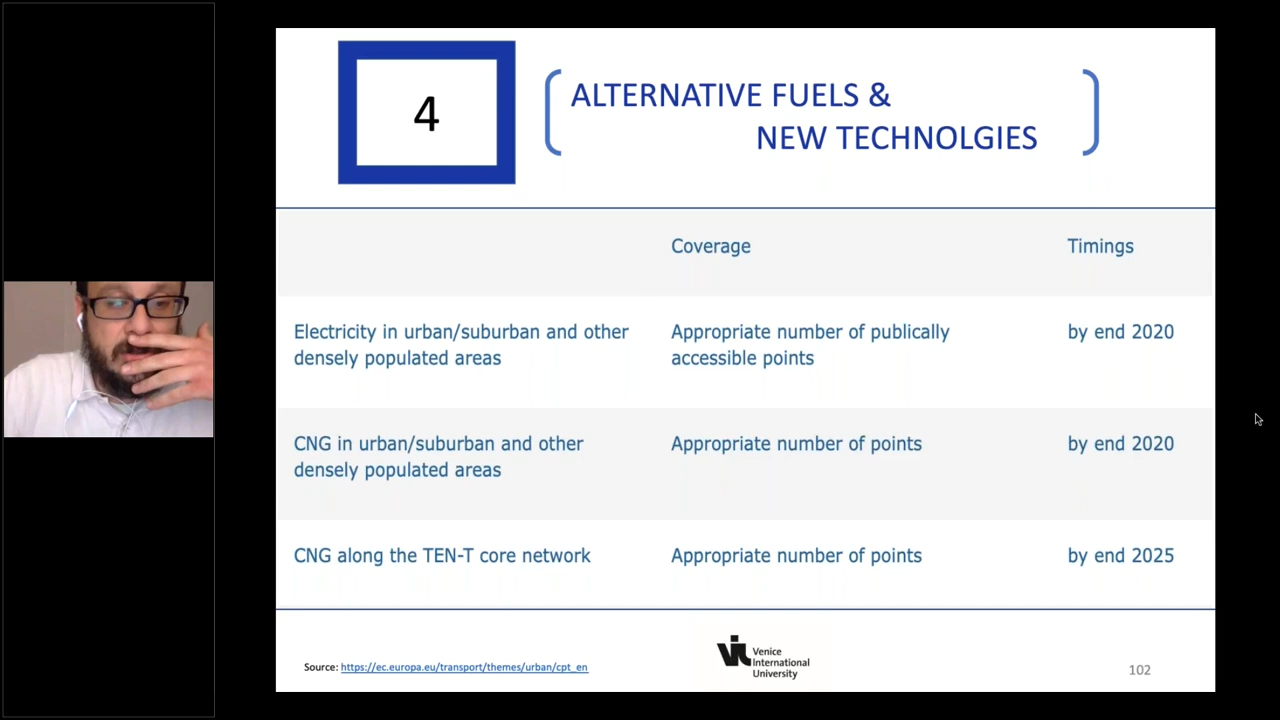 4
ALTERNATIVE FUELS &
NEW TECHNOLGIES
Coverage
Timings
Electricity in urban/suburban and other
densely populated areas
Appropriate number of publically
accessible points
by end 2020
CNG in urban/suburban and other
densely populated areas
Appropriate number of points
by end 2020
CNG along the TEN-T core network
Appropriate number of points
by end 2025
Source: https://ec.europa.eu/transport/themes/urban/cpt_en
VIU
Venice
International
University
102